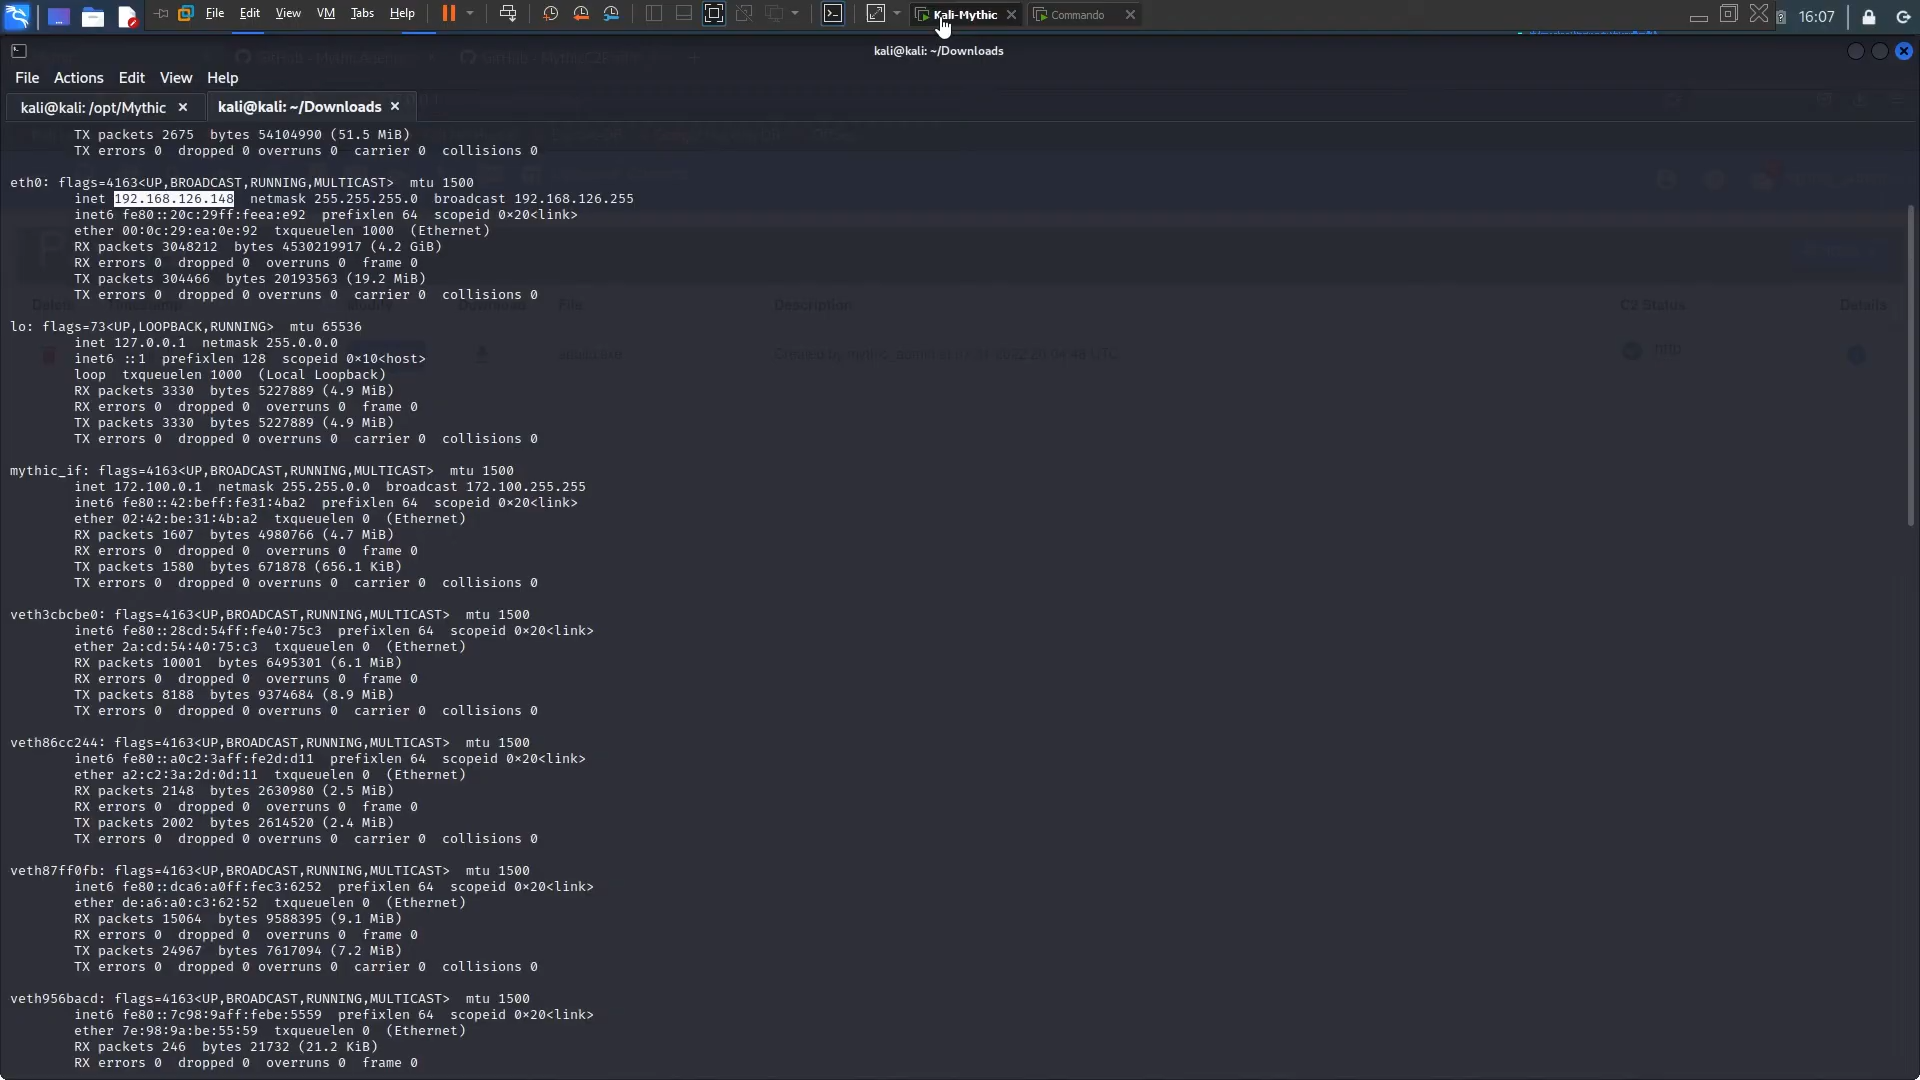 File Edit View VM Tabs Help Kali-Mythic Commando 16:07
kali@kali: ~/Downloads
File Actions Edit View Help
kali@kali: /opt/Mythic kali@kali: ~/Downloads
TX packets 2675 bytes 54104990 (51.5 MiB)
TX errors 0 dropped 0 overruns 0 carrier 0 collisions 0
eth0: flags=4163<UP,BROADCAST,RUNNING,MULTICAST> mtu 1500
inet 192.168.126.148 netmask 255.255.255.0 broadcast 192.168.126.255
inet6 fe80::20c:29ff:feea:e92 prefixlen 64 scopeid 0×20<link>
ether 00:0c:29:ea:0e:92 txqueuelen 1000 (Ethernet)
RX packets 3048212 bytes 4530219917 (4.2 GiB)
RX errors 0 dropped 0 overruns 0 frame 0
TX packets 304466 bytes 20193563 (19.2 MiB)
TX errors 0 dropped 0 overruns 0 carrier 0 collisions 0
File Description C2 Status Details
lo: flags=73<UP,LOOPBACK,RUNNING> mtu 65536
inet 127.0.0.1 netmask 255.0.0.0
inet6 ::1 prefixlen 128 scopeid 0×10<host>
http
loop txqueuelen 1000 (Local Loopback)
RX packets 3330 bytes 5227889 (4.9 MiB)
RX errors 0 dropped 0 overruns 0 frame 0
TX packets 3330 bytes 5227889 (4.9 MiB)
TX errors 0 dropped 0 overruns 0 carrier 0 collisions 0
mythic_if: flags=4163<UP,BROADCAST,RUNNING,MULTICAST> mtu 1500
inet 172.100.0.1 netmask 255.255.0.0 broadcast 172.100.255.255
inet6 fe80::42:beff:fe31:4ba2 prefixlen 64 scopeid 0×20<link>
ether 02:42:be:31:4b:a2 txqueuelen 0 (Ethernet)
RX packets 1607 bytes 4980766 (4.7 MiB)
RX errors 0 dropped 0 overruns 0 frame 0
TX packets 1580 bytes 671878 (656.1 KiB)
TX errors 0 dropped 0 overruns 0 carrier 0 collisions 0
veth3cbcbe0: flags=4163<UP,BROADCAST,RUNNING,MULTICAST> mtu 1500
inet6 fe80::28cd:54ff:fe40:75c3 prefixlen 64 scopeid 0×20<link>
ether 2a:cd:54:40:75:c3 txqueuelen 0 (Ethernet)
RX packets 10001 bytes 6495301 (6.1 MiB)
RX errors 0 dropped 0 overruns 0 frame 0
TX packets 8188 bytes 9374684 (8.9 MiB)
TX errors 0 dropped 0 overruns 0 carrier 0 collisions 0
veth86cc244: flags=4163<UP,BROADCAST,RUNNING,MULTICAST> mtu 1500
inet6 fe80::a0c2:3aff:fe2d:d11 prefixlen 64 scopeid 0×20<link>
ether a2:c2:3a:2d:0d:11 txqueuelen 0 (Ethernet)
RX packets 2148 bytes 2630980 (2.5 MiB)
RX errors 0 dropped 0 overruns 0 frame 0
TX packets 2002 bytes 2614520 (2.4 MiB)
TX errors 0 dropped 0 overruns 0 carrier 0 collisions 0
veth87ff0fb: flags=4163<UP,BROADCAST,RUNNING,MULTICAST> mtu 1500
inet6 fe80::dca6:a0ff:fec3:6252 prefixlen 64 scopeid 0×20<link>
ether de:a6:a0:c3:62:52 txqueuelen 0 (Ethernet)
RX packets 15064 bytes 9588395 (9.1 MiB)
RX errors 0 dropped 0 overruns 0 frame 0
TX packets 24967 bytes 7617094 (7.2 MiB)
TX errors 0 dropped 0 overruns 0 carrier 0 collisions 0
veth956bacd: flags=4163<UP,BROADCAST,RUNNING,MULTICAST> mtu 1500
inet6 fe80::7c98:9aff:febe:5559 prefixlen 64 scopeid 0×20<link>
ether 7e:98:9a:be:55:59 txqueuelen 0 (Ethernet)
RX packets 246 bytes 21732 (21.2 KiB)
RX errors 0 dropped 0 overruns 0 frame 0